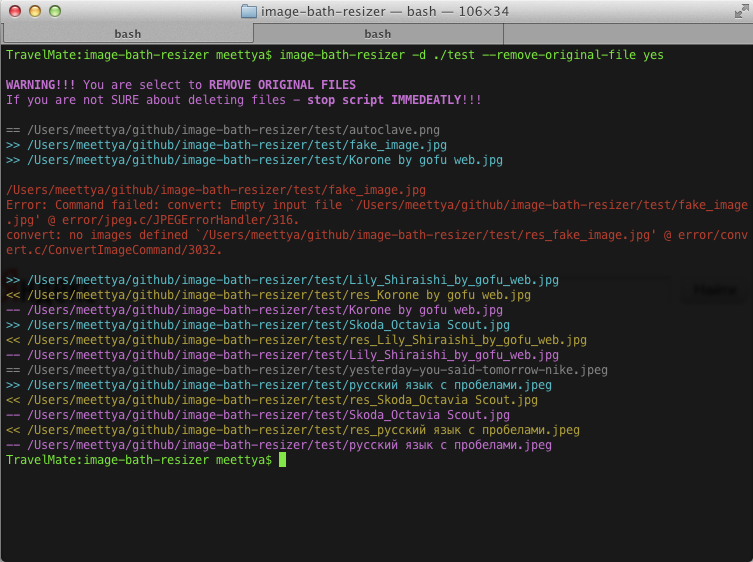 image-bath-resizer — bash — 106×34
bash
bash
TravelMate:image-bath-resizer meettya$ image-bath-resizer -d ./test --remove-original-file yes
WARNING!!! You are select to REMOVE ORIGINAL FILES
If you are not SURE about deleting files - stop script IMMEDEATLY!!!
== /Users/meettya/github/image-bath-resizer/test/autoclave.png
>> /Users/meettya/github/image-bath-resizer/test/fake_image.jpg
>> /Users/meettya/github/image-bath-resizer/test/Korone by gofu web.jpg
/Users/meettya/github/image-bath-resizer/test/fake_image.jpg
Error: Command failed: convert: Empty input file `/Users/meettya/github/image-bath-resizer/test/fake_image
.jpg' @ error/jpeg.c/JPEGErrorHandler/316.
convert: no images defined `/Users/meettya/github/image-bath-resizer/test/res_fake_image.jpg' @ error/conv
ert.c/ConvertImageCommand/3032.
>> /Users/meettya/github/image-bath-resizer/test/Lily_Shiraishi_by_gofu_web.jpg
<< /Users/meettya/github/image-bath-resizer/test/res_Korone by gofu web.jpg
-- /Users/meettya/github/image-bath-resizer/test/Korone by gofu web.jpg
>> /Users/meettya/github/image-bath-resizer/test/Skoda_Octavia Scout.jpg
<< /Users/meettya/github/image-bath-resizer/test/res_Lily_Shiraishi_by_gofu_web.jpg
-- /Users/meettya/github/image-bath-resizer/test/Lily_Shiraishi_by_gofu_web.jpg
== /Users/meettya/github/image-bath-resizer/test/yesterday-you-said-tomorrow-nike.jpeg
>> /Users/meettya/github/image-bath-resizer/test/русский язык с пробелами.jpeg
<< /Users/meettya/github/image-bath-resizer/test/res_Skoda_Octavia Scout.jpg
-- /Users/meettya/github/image-bath-resizer/test/Skoda_Octavia Scout.jpg
<< /Users/meettya/github/image-bath-resizer/test/res_русский язык с пробелами.jpeg
-- /Users/meettya/github/image-bath-resizer/test/русский язык с пробелами.jpeg
TravelMate:image-bath-resizer meettya$